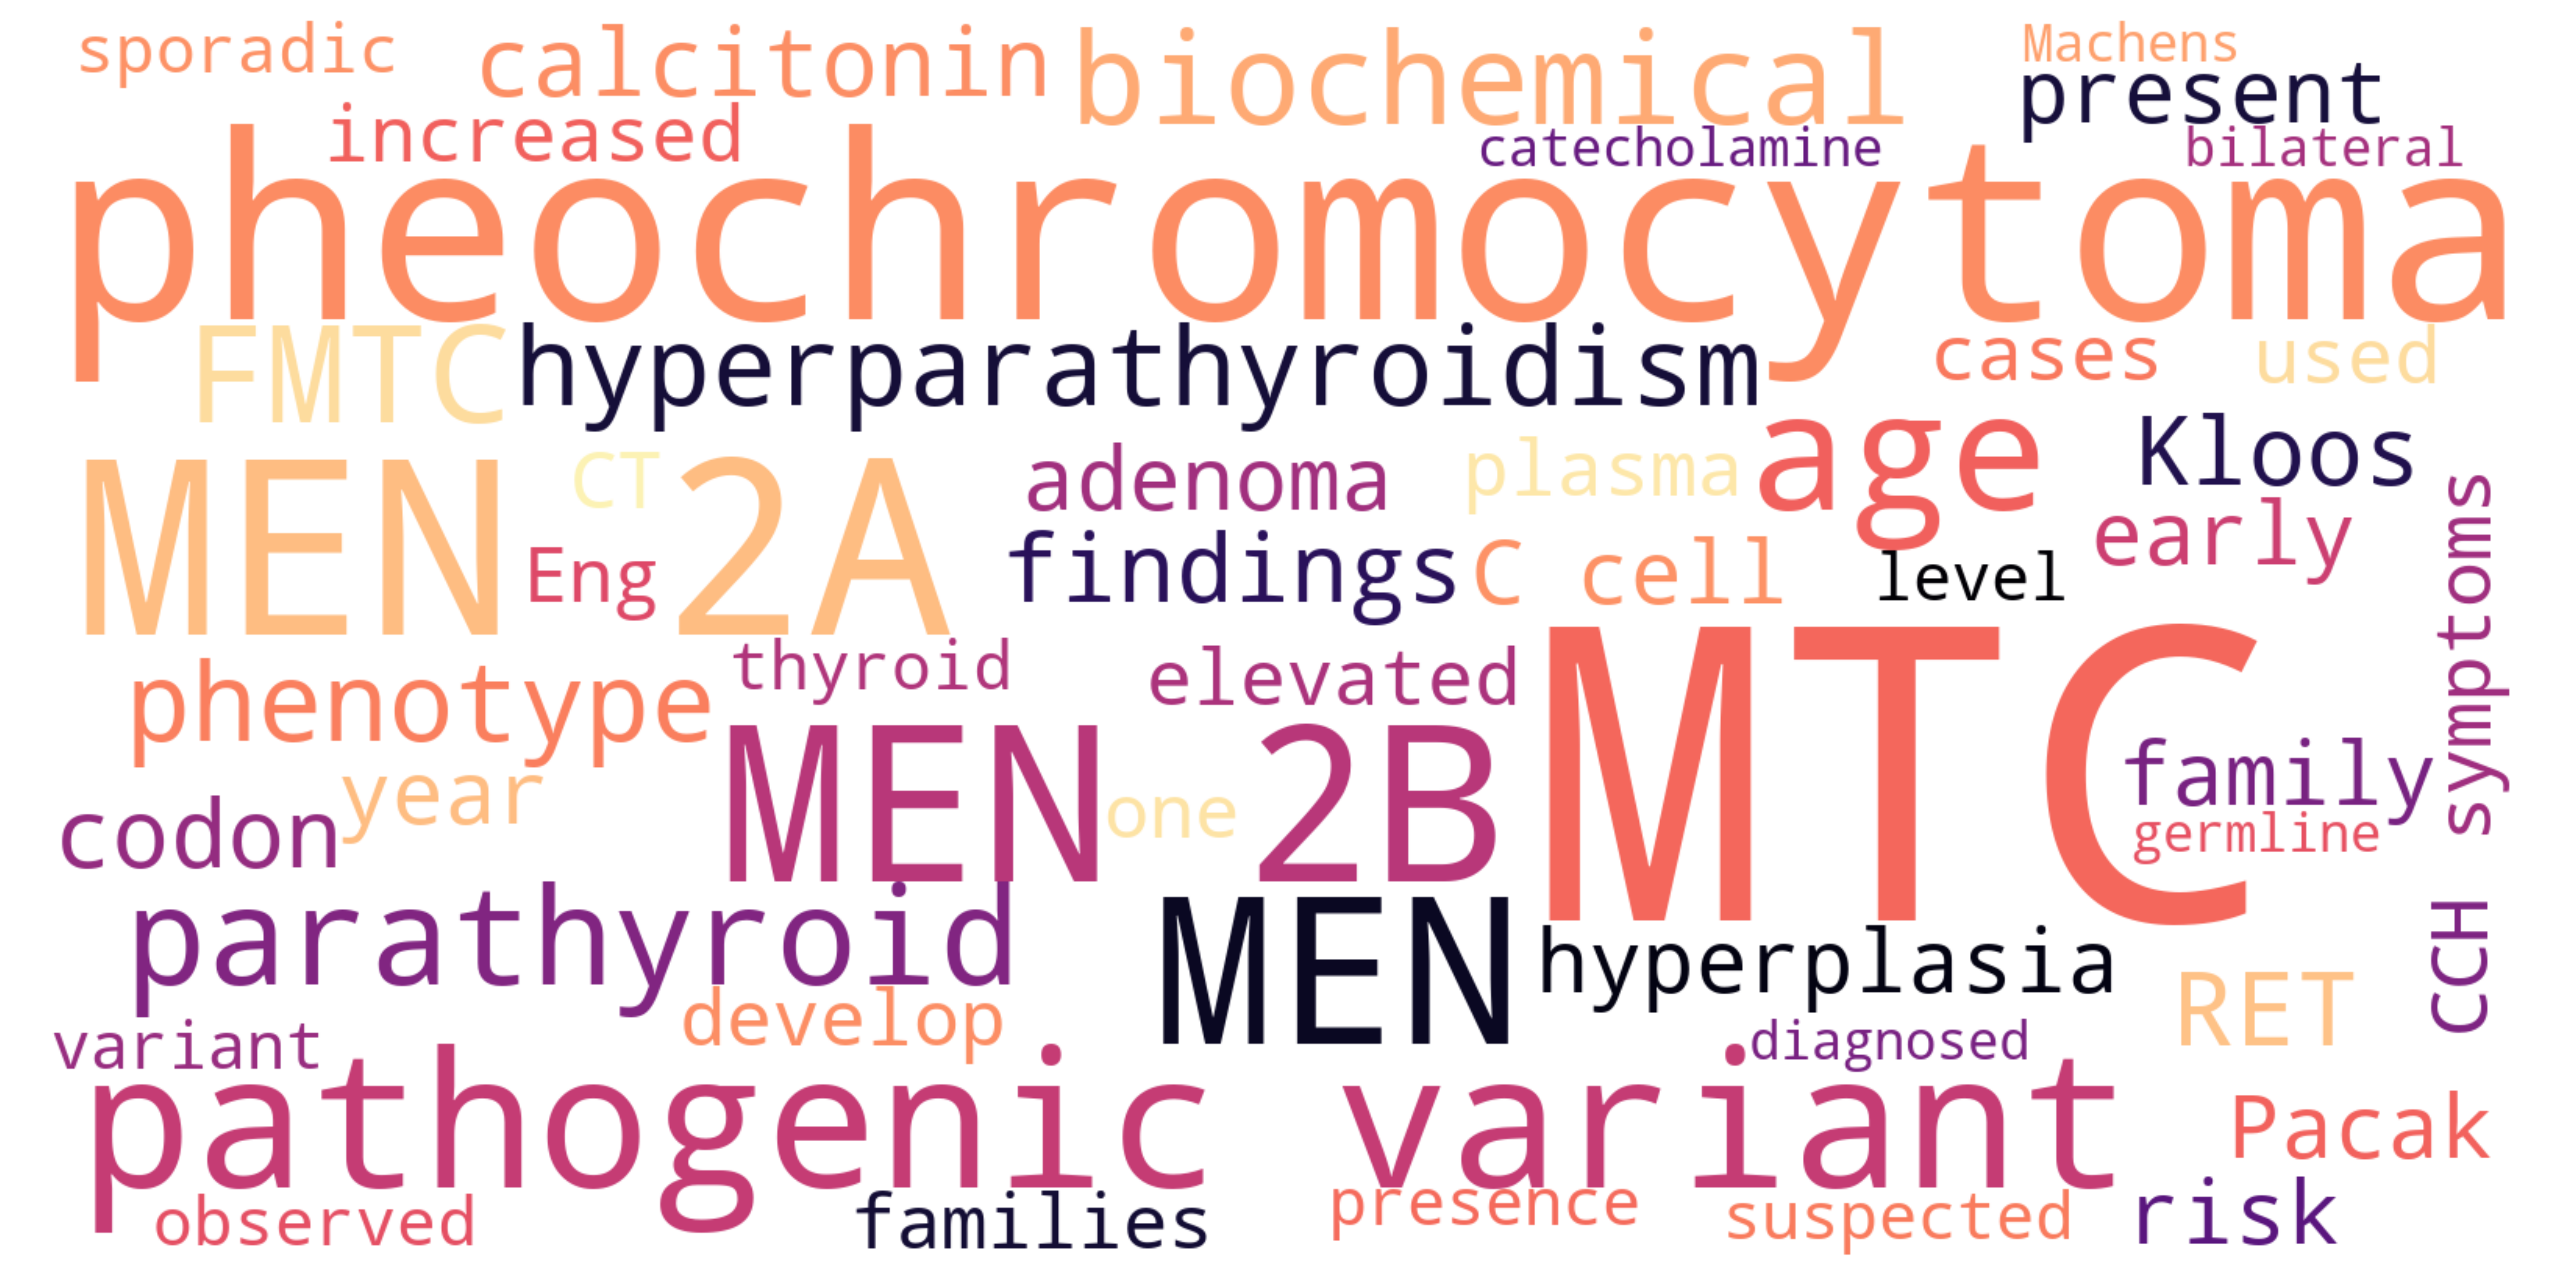 sporadic
calcitonin
biochemical
Machens
present
increased
catecholamine
bilateral
pheochromocytoma
FMTC
hyperparathyroidism
cases
used
MEN 2A
CT
adenoma
plasma
age
Kloos
Eng
findings
C cell
level
early
symptoms
phenotype
thyroid
elevated
MTC
year
MEN 2B
one
family
codon
germline
parathyroid
MEN
hyperplasia
CCH
develop
RET
variant
diagnosed
pathogenic variant
Pacak
observed
families
presence
suspected
risk